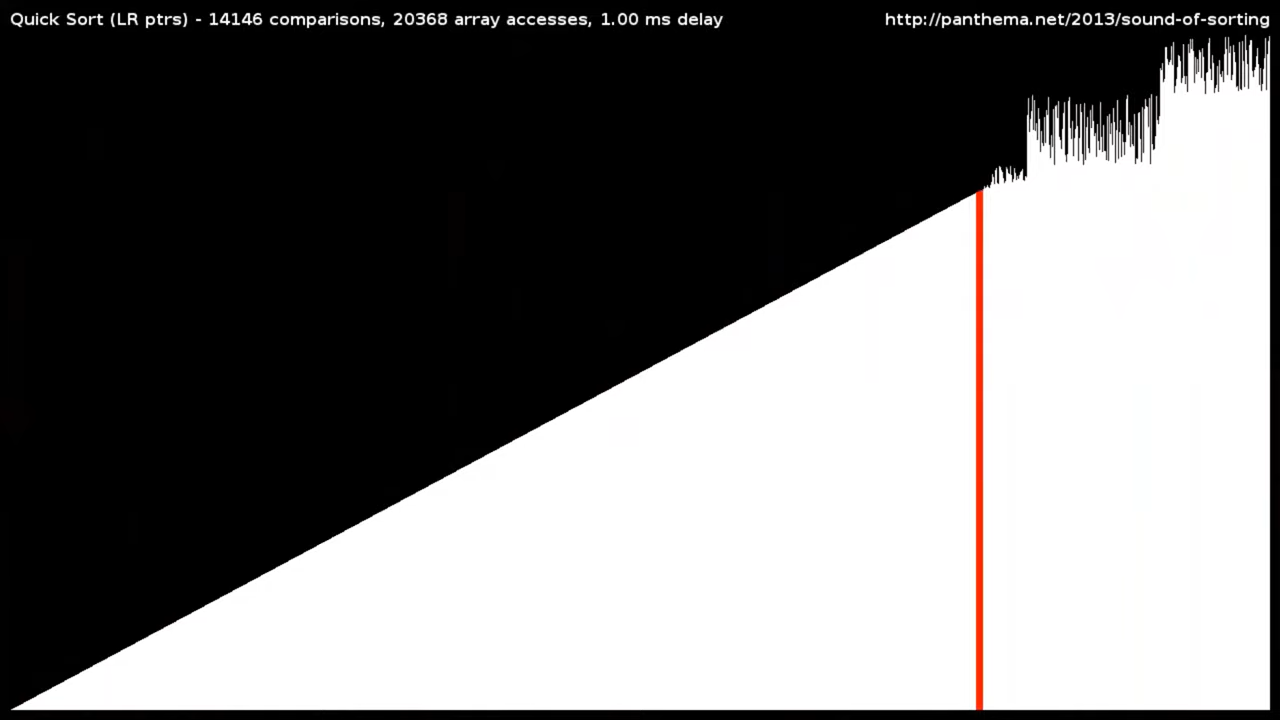 Quick Sort (LR ptrs) - 14146 comparisons, 20368 array accesses, 1.00 ms delay
http://panthema.net/2013/sound-of-sorting